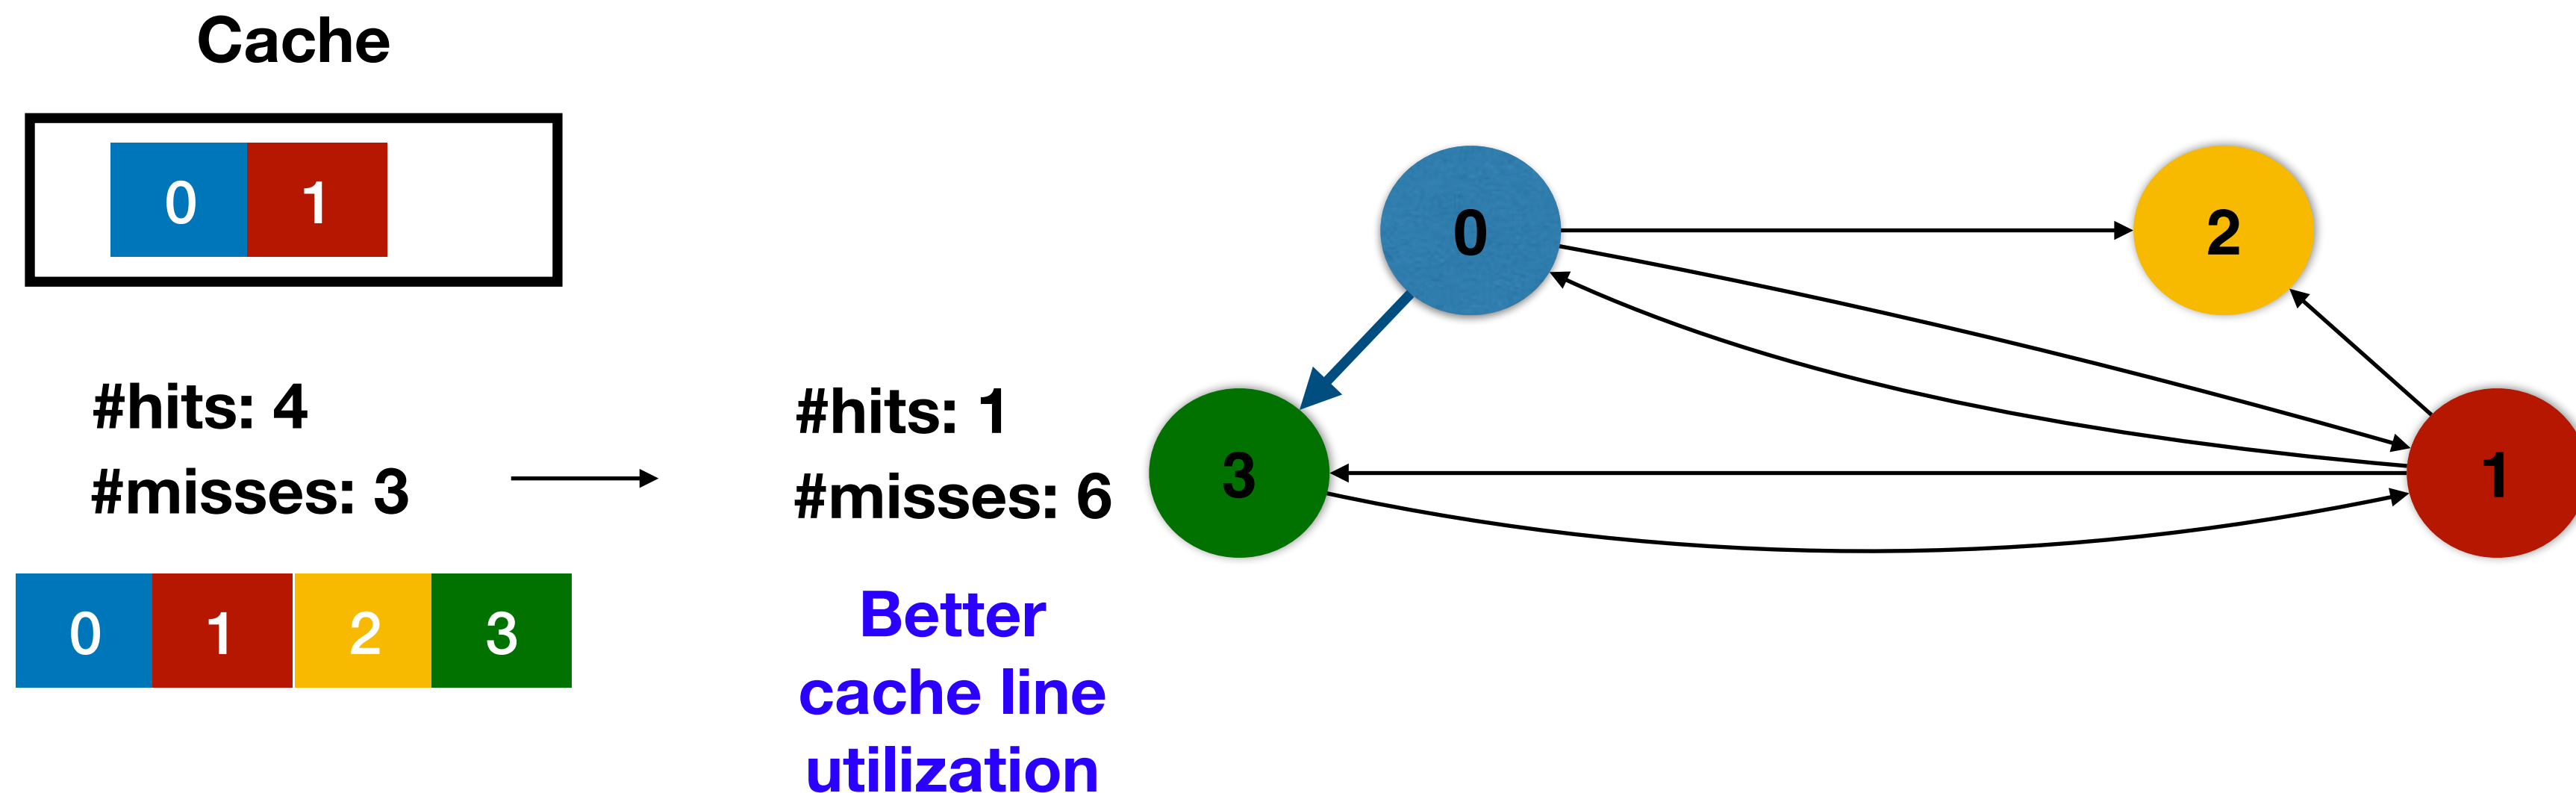 Cache
0 1
#hits: 4
#misses: 3
0 1 2 3
#hits: 1
#misses: 6
Better
cache line
utilization
0
2
3
1